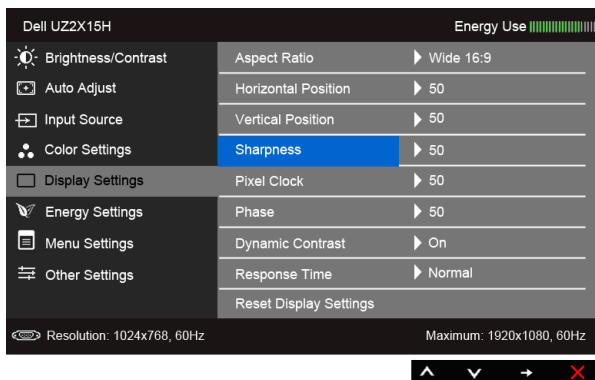 Dell UZ2X15H Energy Use
Brightness/Contrast Aspect Ratio Wide 16:9
Auto Adjust Horizontal Position 50
Input Source Vertical Position 50
Color Settings Sharpness 50
Display Settings Pixel Clock 50
Energy Settings Phase 50
Menu Settings Dynamic Contrast On
Other Settings Response Time Normal
Reset Display Settings
Resolution: 1024x768, 60Hz Maximum: 1920x1080, 60Hz